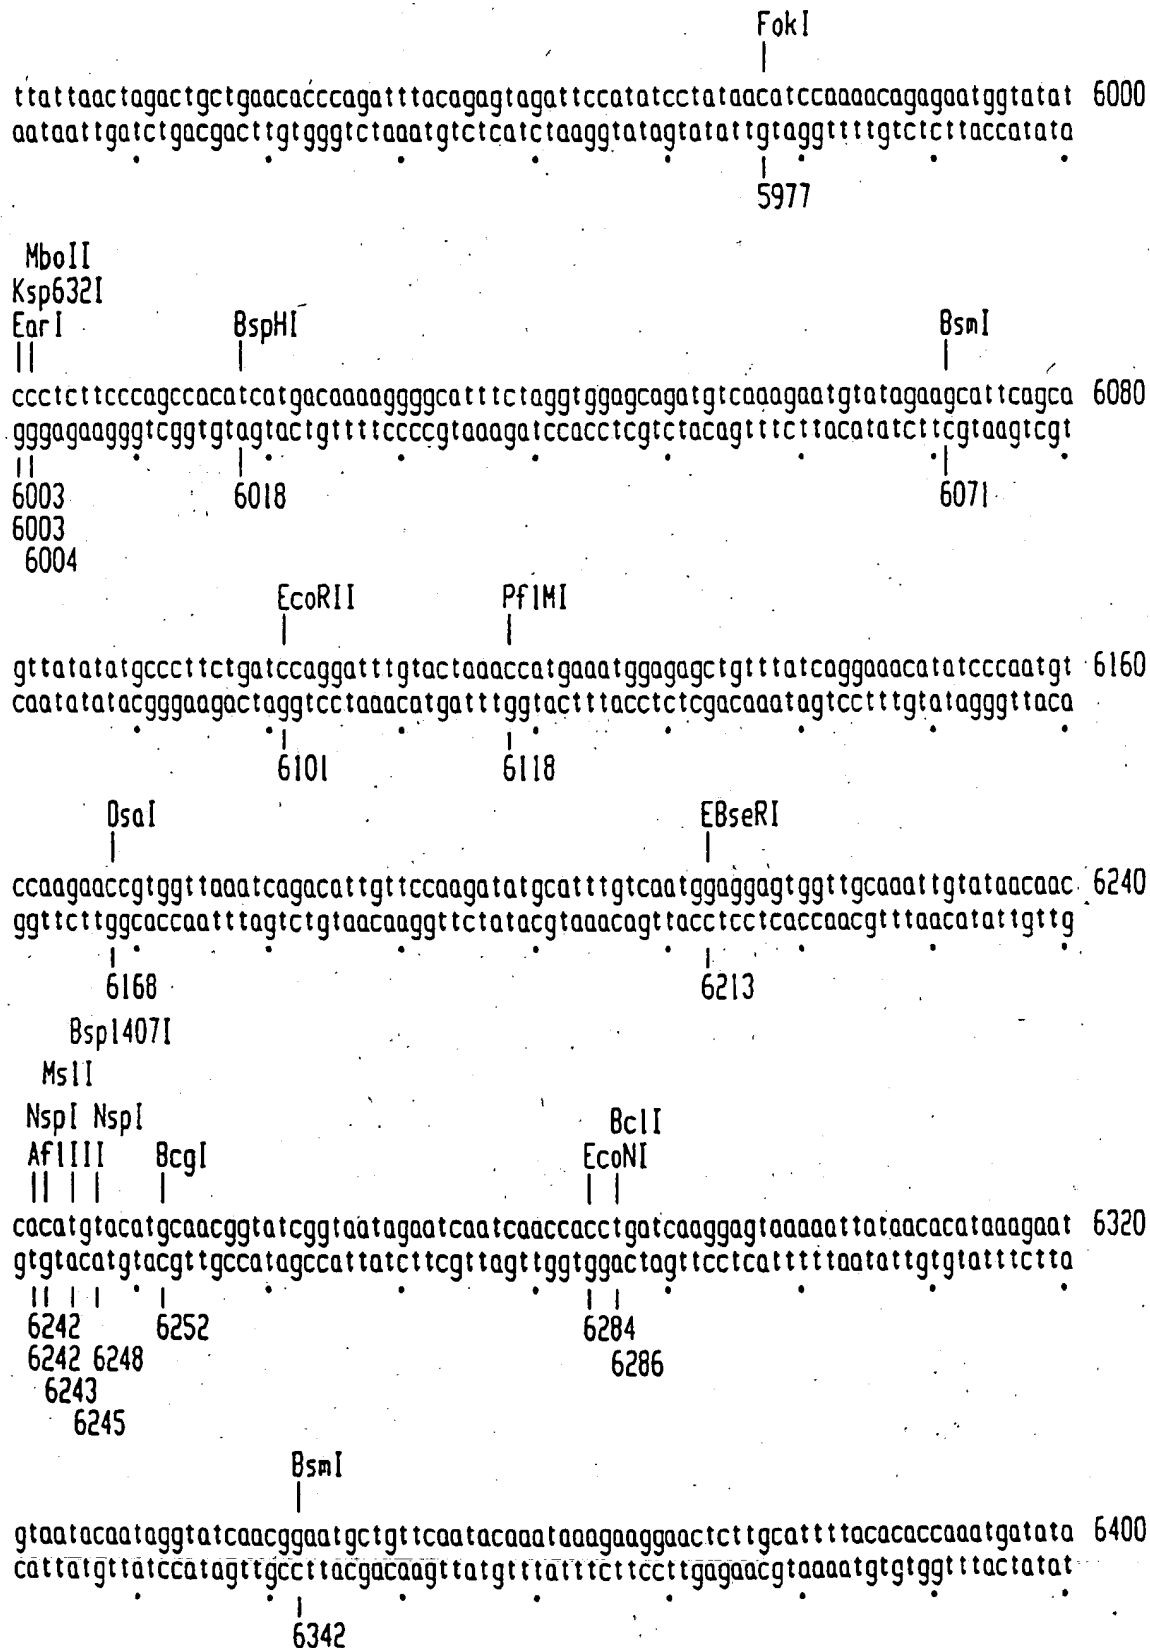 FokI
ttattaactagactgctgaacacccagatttacagagtagattccatatcctataacatccaaaacagagaatggtatat 6000
aataattgatctgacgacttgtgggtctaaatgtctcatctaaggtatagtatattgtaggttttgtctcttaccatata
5977
MboII
Ksp632I
EarI BspHI BsmI
ccctcttcccagccacatcatgacaaaaggggcatttctaggtggagcagatgtcaaagaatgtatagaagcattcagca 6080
gggagaagggtcggtgtagtactgttttccccgtaaagatccacctcgtctacagtttcttacatatcttcgtaagtcgt
6003 6018 6071
6003
6004
EcoRII PflMI
gttatatatgcccttctgatccaggatttgtactaaaccatgaaatggagagctgtttatcaggaaacatatcccaatgt 6160
caatatatacgggaagactaggtcctaaacatgatttggtactttacctctcgacaaatagtcctttgtatagggttaca
6101 6118
DsaI EBseRI
ccaagaaccgtggttaaatcagacattgttccaagatatgcatttgtcaatggaggagtggttgcaaattgtataacaac 6240
ggttcttggcaccaatttagtctgtaacaaggttctatacgtaaacagttacctcctcaccaacgtttaacatattgttg
6168 6213
Bsp1407I
MslI
NspI NspI BclI
AflIII BcgI EcoNI
cacatgtacatgcaacggtatcggtaatagaatcaatcaaccacctgatcaaggagtaaaaattataacacataaagaat 6320
gtgtacatgtacgttgccatagccattatcttcgttagttggtggactagttcctcatttttaatattgtgtatttctta
6242 6252 6284
6242 6248 6286
6243
6245
BsmI
gtaatacaataggtatcaacggaatgctgttcaatacaaataaagaaggaactcttgcattttacacaccaaatgatata 6400
cattatgttatccatagttgccttacgacaagttatgtttatttcttccttgagaacgtaaaatgtgtggtttactatat
6342